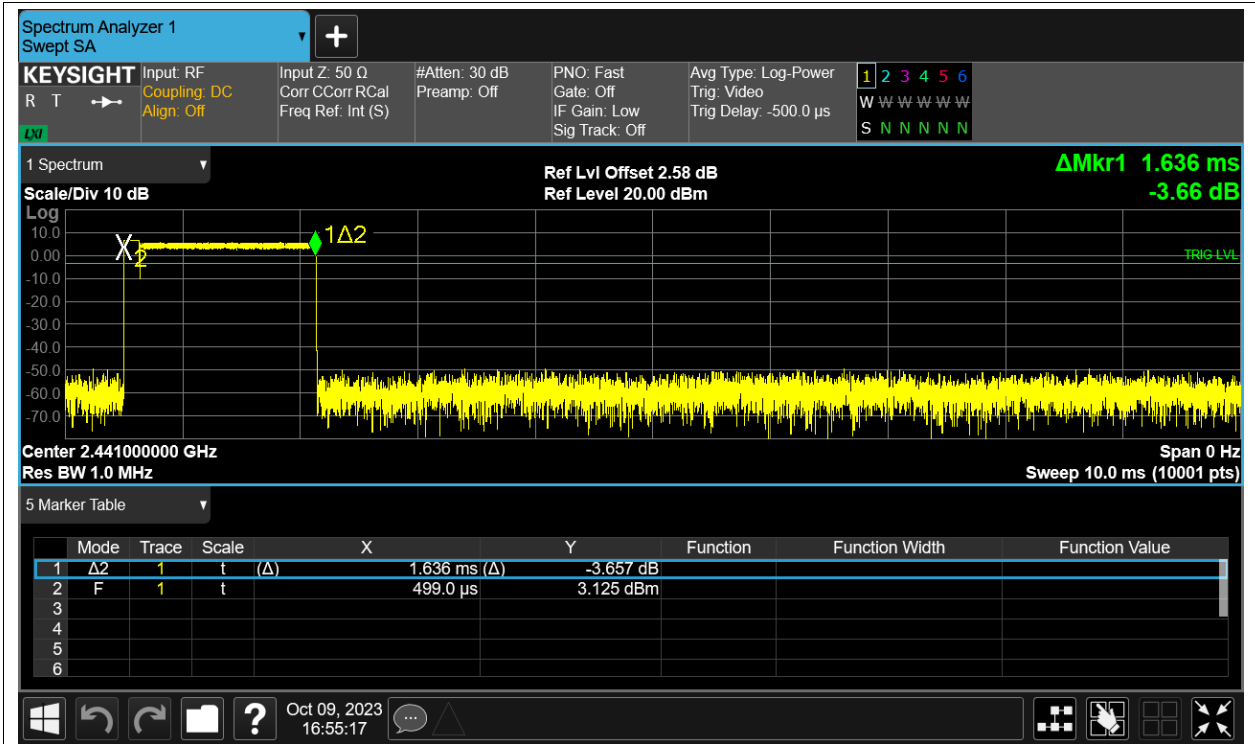 Spectrum Analyzer 1
Swept SA
KEYSIGHT
R T
LXI
Input: RF
Coupling: DC
Align: Off
Input Z: 50 Ω
Corr CCorr RCal
Freq Ref: Int (S)
#Atten: 30 dB
Preamp: Off
PNO: Fast
Gate: Off
IF Gain: Low
Sig Track: Off
Avg Type: Log-Power
Trig: Video
Trig Delay: -500.0 µs
1 2 3 4 5 6
W W W W W W
S N N N N N
1 Spectrum
Scale/Div 10 dB
Ref Lvl Offset 2.58 dB
Ref Level 20.00 dBm
ΔMkr1 1.636 ms
-3.66 dB
Log
10.0
0.00
-10.0
-20.0
-30.0
-40.0
-50.0
-60.0
-70.0
X
2
1Δ2
TRIG LVL
Center 2.441000000 GHz
Res BW 1.0 MHz
Span 0 Hz
Sweep 10.0 ms (10001 pts)
5 Marker Table
Mode Trace Scale X Y Function Function Width Function Value
1 Δ2 1 t (Δ) 1.636 ms (Δ) -3.657 dB
2 F 1 t 499.0 µs 3.125 dBm
3
4
5
6
?
Oct 09, 2023
16:55:17